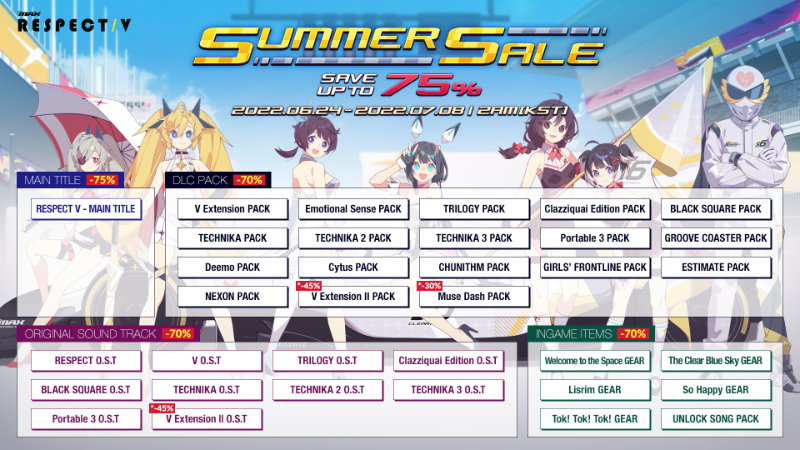 DJMAX
RESPECT/V
SUMMER SALE
SAVE UP TO 75%
2022.06.24 - 2022.07.08 | 2AM(KST)
MAIN TITLE -75%
RESPECT V - MAIN TITLE
DLC PACK -70%
V Extension PACK
Emotional Sense PACK
TRILOGY PACK
Clazziquai Edition PACK
BLACK SQUARE PACK
TECHNIKA PACK
TECHNIKA 2 PACK
TECHNIKA 3 PACK
Portable 3 PACK
GROOVE COASTER PACK
Deemo PACK
Cytus PACK
CHUNITHM PACK
GIRLS' FRONTLINE PACK
ESTIMATE PACK
NEXON PACK
*-45%
V Extension II PACK
*-30%
Muse Dash PACK
ORIGINAL SOUND TRACK -70%
RESPECT O.S.T
V O.S.T
TRILOGY O.S.T
Clazziquai Edition O.S.T
BLACK SQUARE O.S.T
TECHNIKA O.S.T
TECHNIKA 2 O.S.T
TECHNIKA 3 O.S.T
Portable 3 O.S.T
*-45%
V Extension II O.S.T
INGAME ITEMS -70%
Welcome to the Space GEAR
The Clear Blue Sky GEAR
Lisrim GEAR
So Happy GEAR
Tok! Tok! Tok! GEAR
UNLOCK SONG PACK